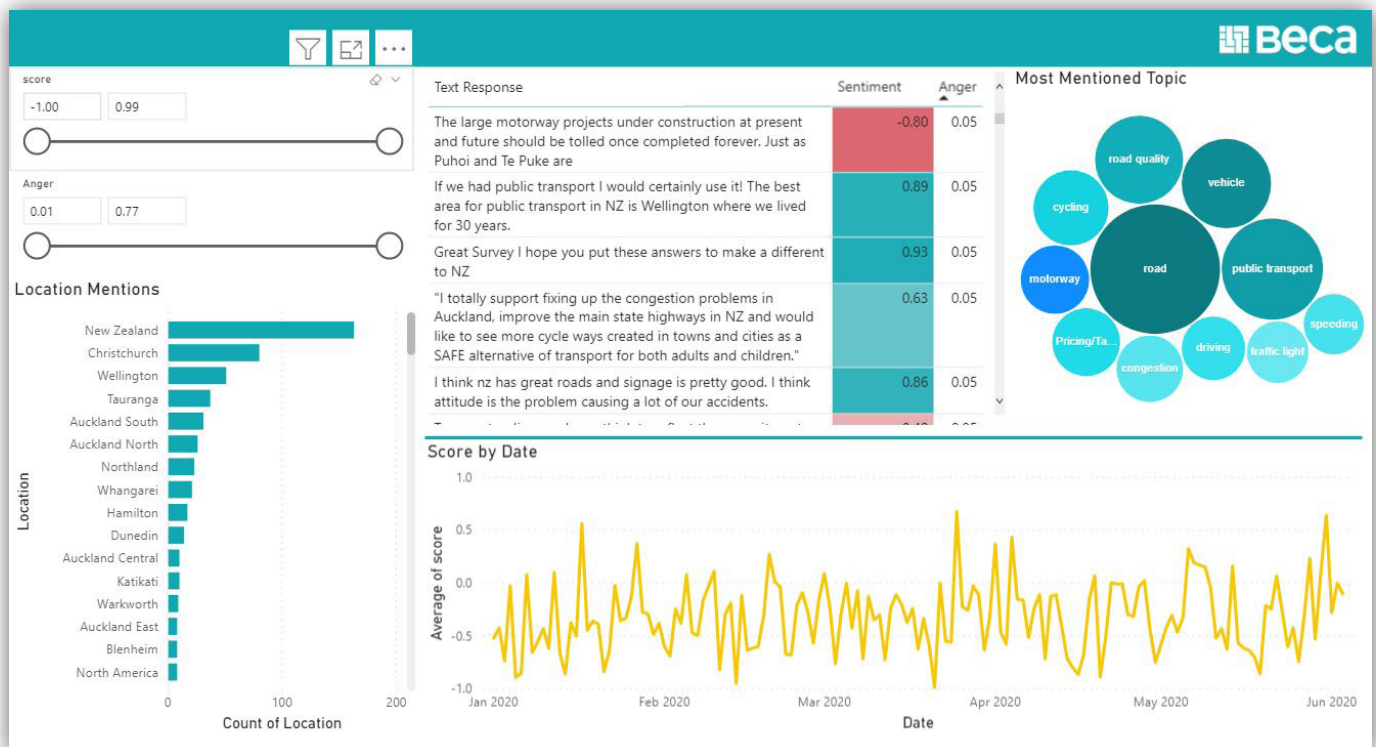 Beca
score
-1.00 0.99
Anger
0.01 0.77
Location Mentions
Location
New Zealand
Christchurch
Wellington
Tauranga
Auckland South
Auckland North
Northland
Whangarei
Hamilton
Dunedin
Auckland Central
Katikati
Warkworth
Auckland East
Blenheim
North America
0 100 200
Count of Location
Text Response Sentiment Anger
The large motorway projects under construction at present -0.80 0.05
and future should be tolled once completed forever. Just as
Puhoi and Te Puke are
If we had public transport I would certainly use it! The best 0.89 0.05
area for public transport in NZ is Wellington where we lived
for 30 years.
Great Survey I hope you put these answers to make a different 0.93 0.05
to NZ
"I totally support fixing up the congestion problems in 0.63 0.05
Auckland, improve the main state highways in NZ and would
like to see more cycle ways created in towns and cities as a
SAFE alternative of transport for both adults and children."
I think nz has great roads and signage is pretty good. I think 0.86 0.05
attitude is the problem causing a lot of our accidents.
Most Mentioned Topic
road quality
vehicle
cycling
road
public transport
motorway
speeding
Pricing/Ta...
driving
traffic light
congestion
Score by Date
Average of score
1.0
0.5
0.0
-0.5
-1.0
Jan 2020 Feb 2020 Mar 2020 Apr 2020 May 2020 Jun 2020
Date